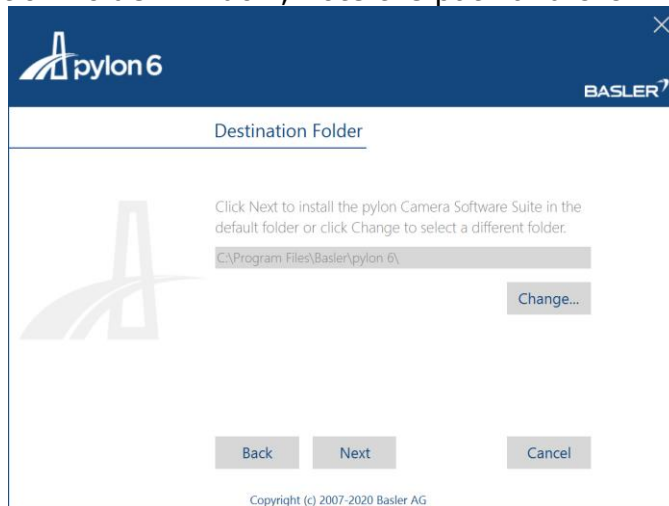 pylon 6
BASLER
Destination Folder
Click Next to install the pylon Camera Software Suite in the
default folder or click Change to select a different folder.
C:\Program Files\Basler\pylon 6\
Change...
Back Next Cancel
Copyright (c) 2007-2020 Basler AG